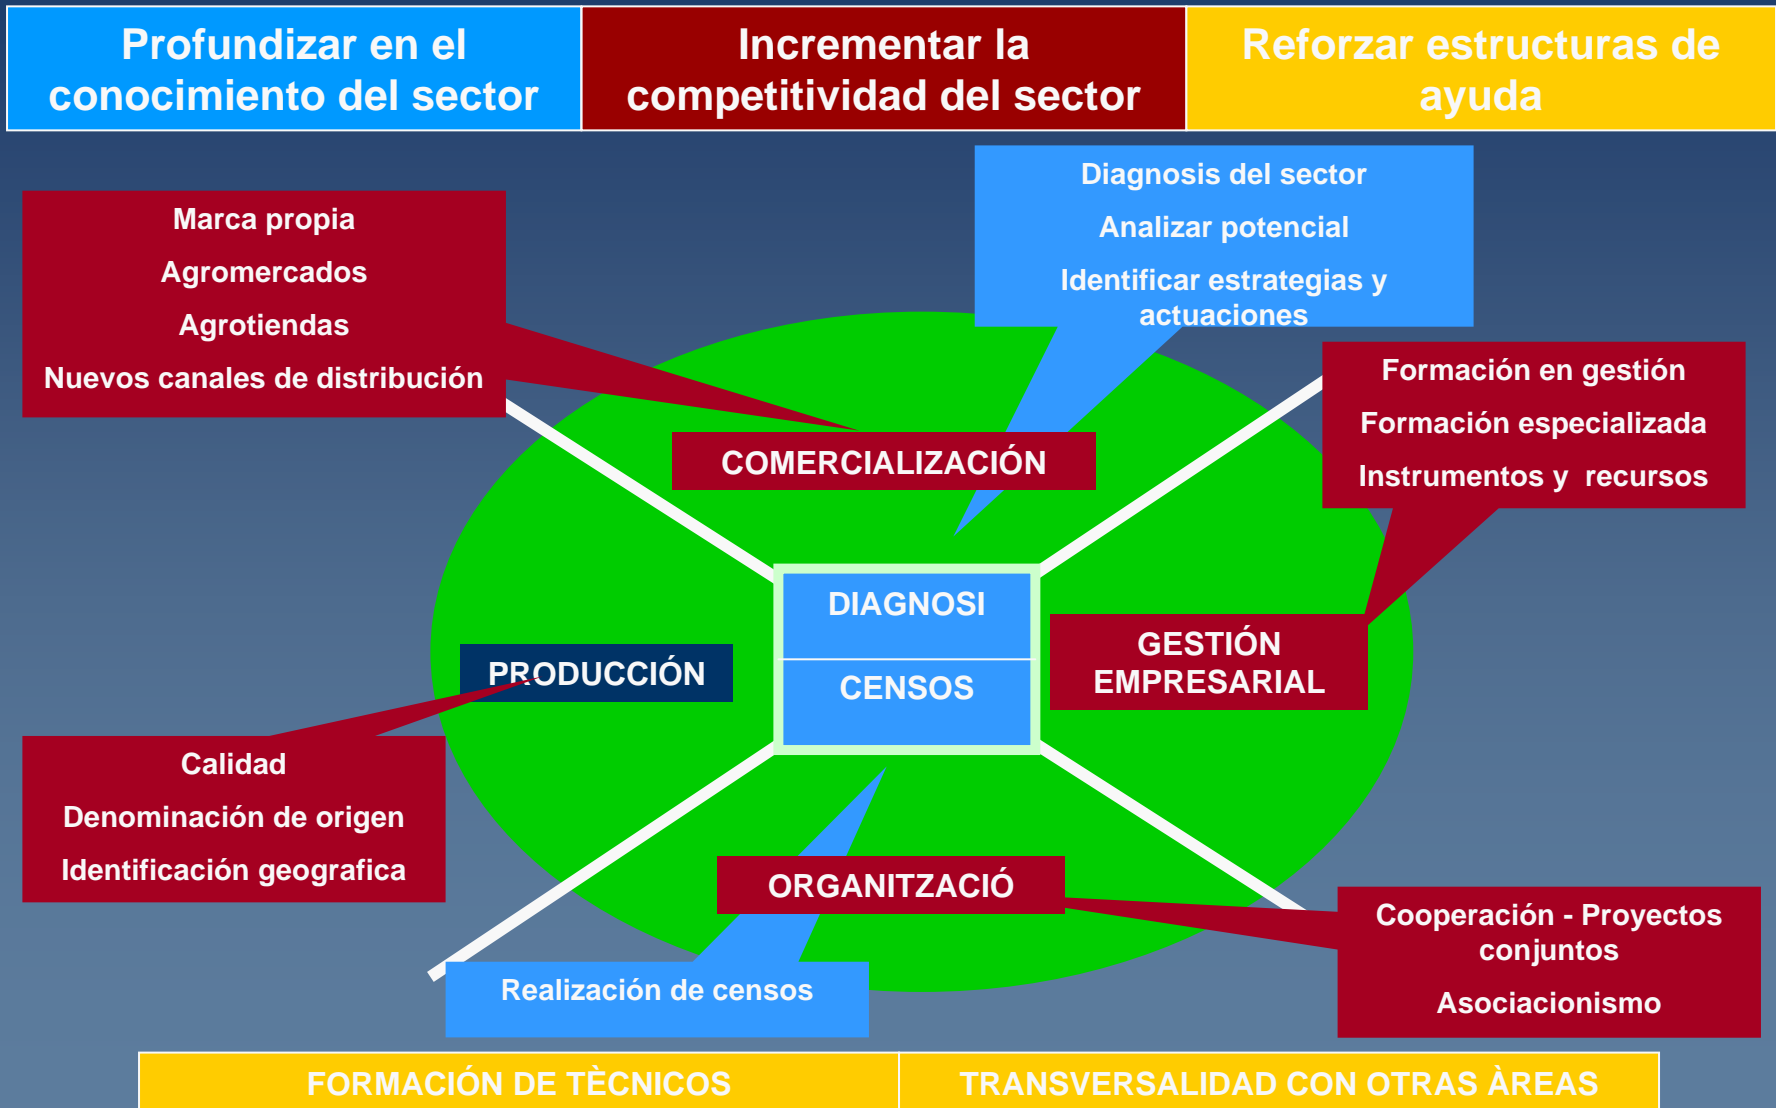 Profundizar en el
conocimiento del sector
Incrementar la
competitividad del sector
Reforzar estructuras de
ayuda
Diagnosis del sector
Analizar potencial
Identificar estrategias y
actuaciones
Marca propia
Agromercados
Agrotiendas
Nuevos canales de distribución
Formación en gestión
Formación especializada
Instrumentos y  recursos
COMERCIALIZACIÓN
DIAGNOSI
CENSOS
PRODUCCIÓN
GESTIÓN
EMPRESARIAL
Calidad
Denominación de origen
Identificación geografica
ORGANITZACIÓ
Cooperación - Proyectos
conjuntos
Asociacionismo
Realización de censos
FORMACIÓN DE TÈCNICOS
TRANSVERSALIDAD CON OTRAS ÀREAS